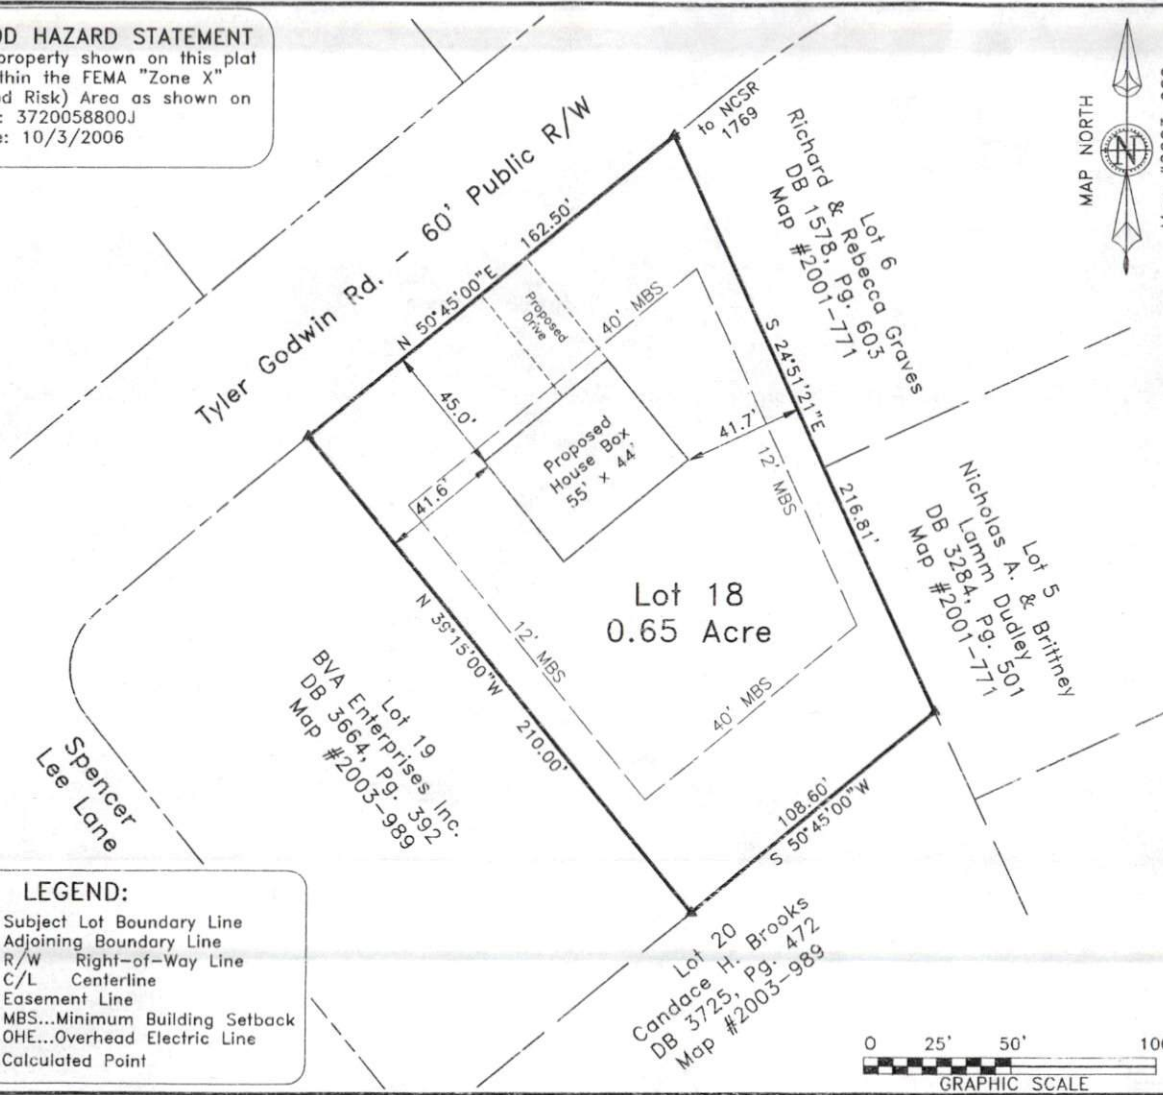 HAZARD STATEMENT
property shown on this plat
the FEMA "Zone X"
Risk) Area as shown on
3720058800J
10/3/2006
Tyler Godwin Rd. - 60' Public R/W
to NCSR
1769
MAP NORTH
N
N 50°45'00"E
162.50'
Proposed
Drive
40' MBS
Lot 6
Richard & Rebecca Graves
DB 1578, Pg. 603
Map #2001-771
S 24°51'21"E
216.81'
45.0'
41.6'
41.7'
Proposed
House Box
55' x 44'
12' MBS
Lot 5
Nicholas A. & Brittney
Lamm Dudley
DB 3284, Pg. 501
Map #2001-771
Lot 18
0.65 Acre
N 39°15'00"W
210.00'
12' MBS
40' MBS
Lot 19
BVA Enterprises Inc.
DB 3664, Pg. 392
Map #2003-989
Spencer
Lee Lane
108.60'
S 50°45'00"W
Lot 20
Candace H. Brooks
DB 3725, Pg. 472
Map #2003-989
LEGEND:
Subject Lot Boundary Line
Adjoining Boundary Line
R/W Right-of-Way Line
C/L Centerline
Easement Line
MBS...Minimum Building Setback
OHE...Overhead Electric Line
Calculated Point
0 25' 50'
GRAPHIC SCALE